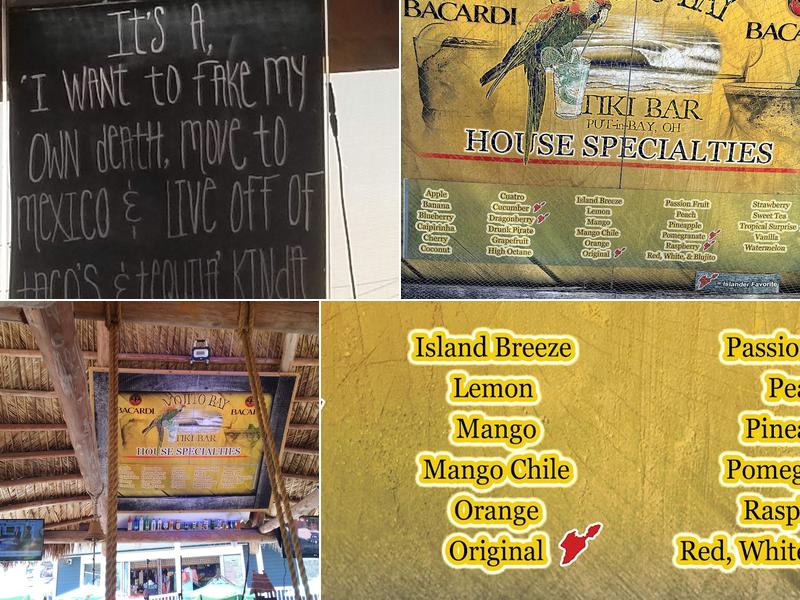 It's A,
'I WANT to FAKE MY
OWN deATH, MOVE to
MEXICO & LIVE OFF OF
tACO'S & tEQUILA' KINDA
BACARDI
BAY
TIKI BAR
PUT-in-BAY, OH
HOUSE SPECIALTIES
Apple
Banana
Blueberry
Caipirinha
Cherry
Coconut
Cuatro
Cucumber
Dragonberry
Drunk Pirate
Grapefruit
High Octane
Island Breeze
Lemon
Mango
Mango Chile
Orange
Original
Passion Fruit
Peach
Pineapple
Pomegranate
Raspberry
Red, White, & Blujito
Strawberry
Sweet Tea
Tropical Surprise
Vanilla
Watermelon
= Islander Favorite
MOJITO BAY
BACARDI
BACA
TIKI BAR
HOUSE SPECIALTIES
Island Breeze
Lemon
Mango
Mango Chile
Orange
Original
Passio
Pea
Pinea
Pomeg
Rasp
Red, White